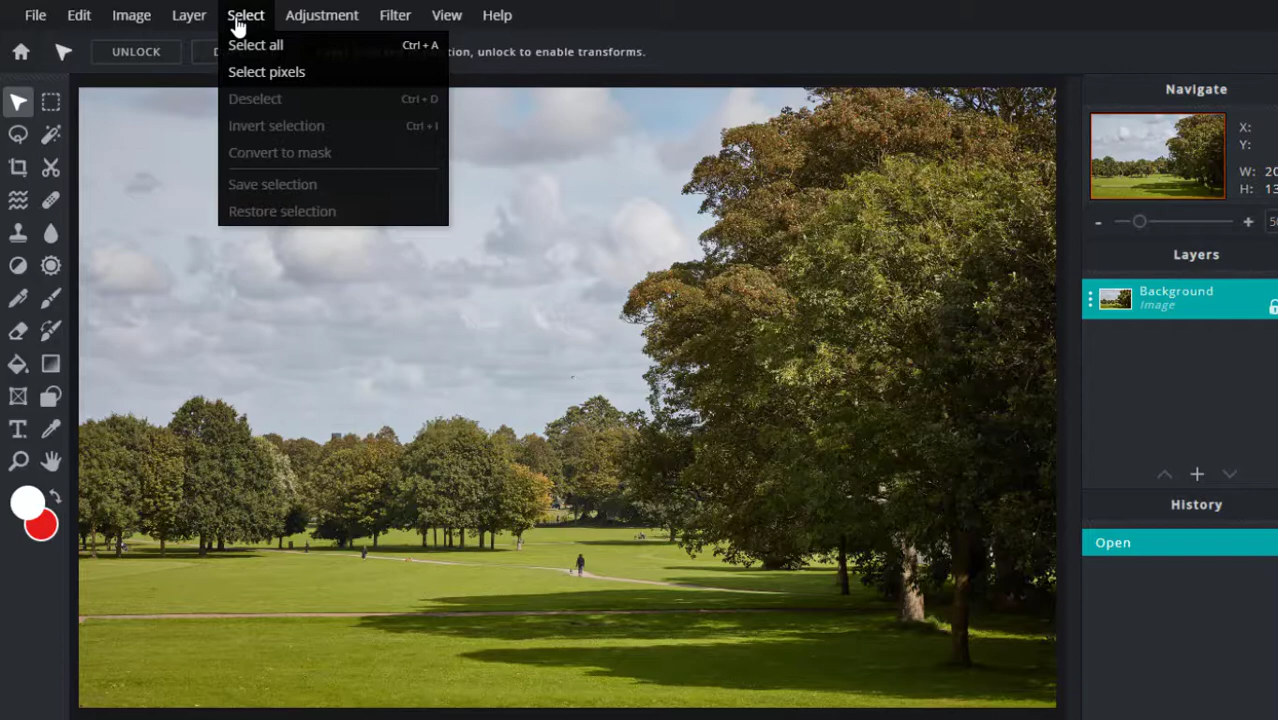 File Edit Image Layer Select Adjustment Filter View Help
UNLOCK tion, unlock to enable transforms.
Select all Ctrl + A
Select pixels
Deselect Ctrl + D
Invert selection Ctrl + I
Convert to mask
Save selection
Restore selection
Navigate
X:
Y:
W: 20
H: 13
- +
Layers
Background
Image
History
Open